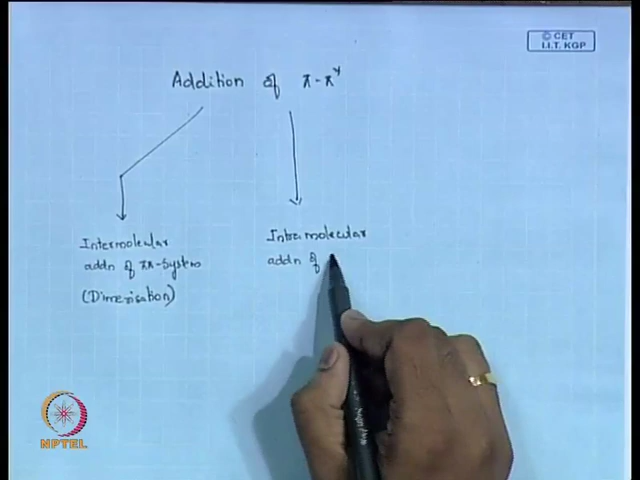 © CET
I.I.T. KGP
Addition of π-π*
Intermolecular
addn of ππ-system
(Dimerisation)
Intramolecular
addn of
NPTEL